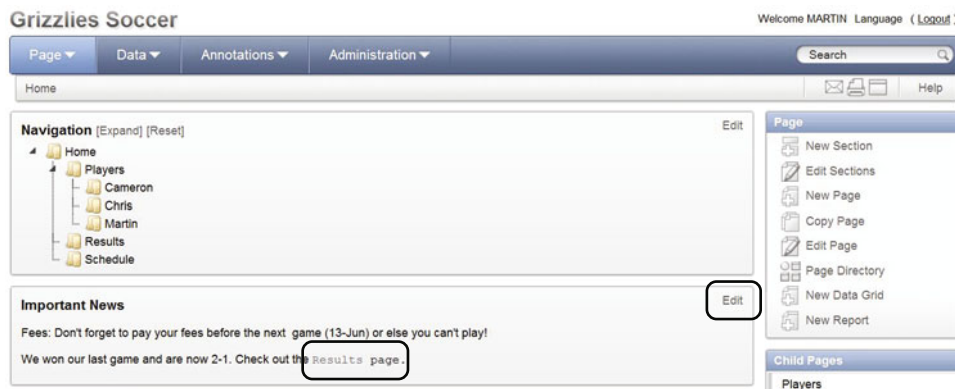 Grizzlies Soccer
Welcome MARTIN Language ( Logout )
Page Data Annotations Administration Search
Home Help
Navigation [Expand] [Reset] Edit
Home
Players
Cameron
Chris
Martin
Results
Schedule
Important News Edit
Fees: Don't forget to pay your fees before the next game (13-Jun) or else you can't play!
We won our last game and are now 2-1. Check out the Results page.
Page
New Section
Edit Sections
New Page
Copy Page
Edit Page
Page Directory
New Data Grid
New Report
Child Pages
Players